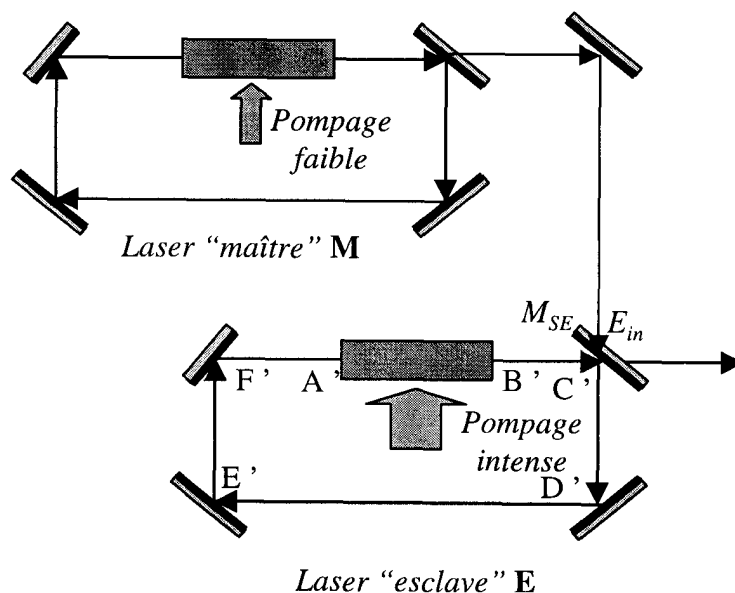 Pompage
faible
Laser “maître” M
M_SE E_in
F ’ A ’ B ’ C ’
Pompage
intense
E ’ D ’
Laser “esclave” E